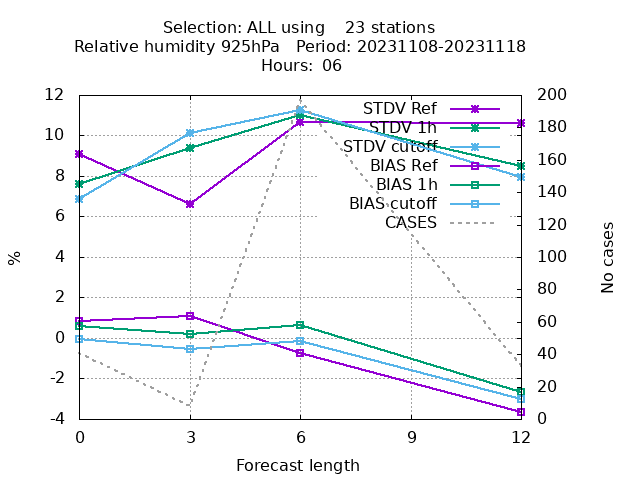 Selection: ALL using    23 stations
Relative humidity 925hPa   Period: 20231108-20231118
Hours: 06
STDV Ref
STDV 1h
STDV cutoff
BIAS Ref
BIAS 1h
BIAS cutoff
CASES
12
10
8
6
4
2
0
-2
-4
%
200
180
160
140
120
100
80
60
40
20
0
No cases
0 3 6 9 12
Forecast length